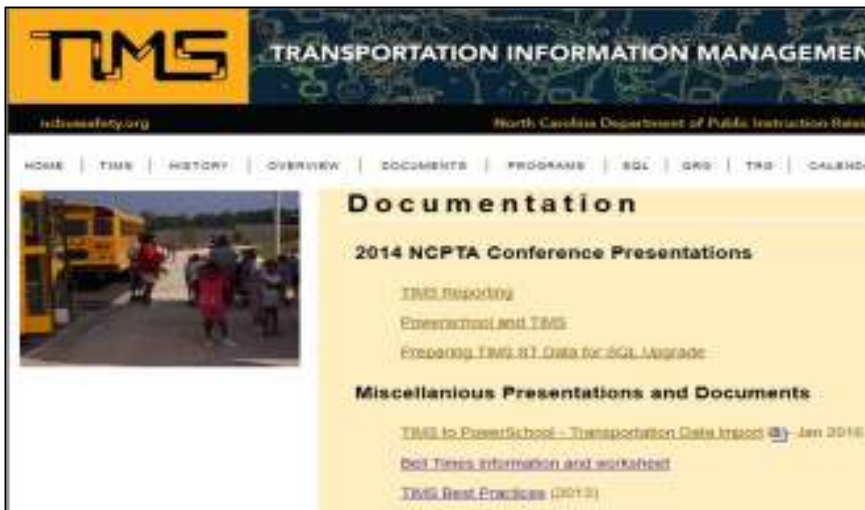 TIMS
TRANSPORTATION INFORMATION MANAGEMEN
ncbussafety.org North Carolina Department of Public Instruction
HOME | TIMS | HISTORY | OVERVIEW | DOCUMENTS | PROGRAMS | SQL | | TRG | CALENDA
Documentation
2014 NCPTA Conference Presentations
TIMS Reporting
Powerschool and TIMS
Preparing TIMS NT Data for SQL Upgrade
Miscellanious Presentations and Documents
TIMS to PowerSchool - Transportation Data Import - Jan 2016
Bell Times Information and worksheet
TIMS Best Practices (2013)